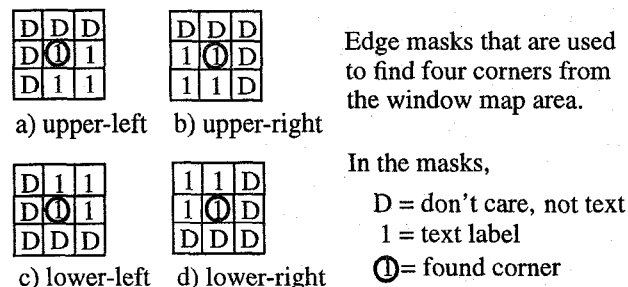 D D D
D 1 1
D 1 1
a) upper-left
D D D
1 1 D
1 1 D
b) upper-right
D 1 1
D 1 1
D D D
c) lower-left
1 1 D
1 1 D
D D D
d) lower-right
Edge masks that are used
to find four corners from
the window map area.
In the masks,
D = don't care, not text
1 = text label
①= found corner